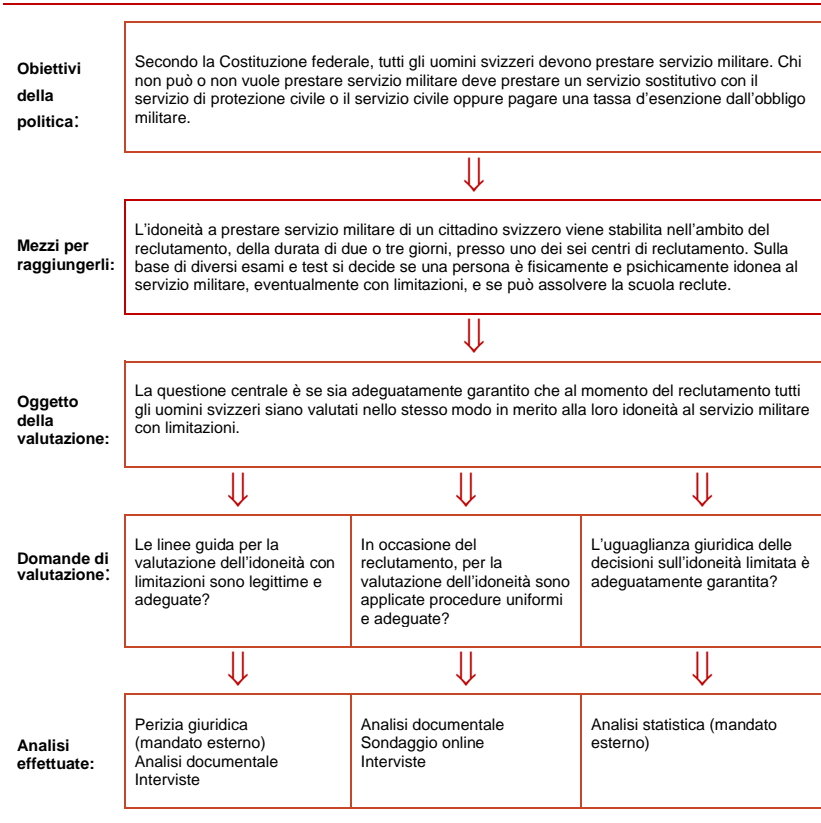 Obiettivi
della
politica:
Secondo la Costituzione federale, tutti gli uomini svizzeri devono prestare servizio militare. Chi
non può o non vuole prestare servizio militare deve prestare un servizio sostitutivo con il
servizio di protezione civile o il servizio civile oppure pagare una tassa d'esenzione dall'obbligo
militare.
Mezzi per
raggiungerli:
L'idoneità a prestare servizio militare di un cittadino svizzero viene stabilita nell'ambito del
reclutamento, della durata di due o tre giorni, presso uno dei sei centri di reclutamento. Sulla
base di diversi esami e test si decide se una persona è fisicamente e psichicamente idonea al
servizio militare, eventualmente con limitazioni, e se può assolvere la scuola reclute.
Oggetto
della
valutazione:
La questione centrale è se sia adeguatamente garantito che al momento del reclutamento tutti
gli uomini svizzeri siano valutati nello stesso modo in merito alla loro idoneità al servizio militare
con limitazioni.
Domande di
valutazione:
Le linee guida per la
valutazione dell'idoneità con
limitazioni sono legittime e
adeguate?
In occasione del
reclutamento, per la
valutazione dell'idoneità sono
applicate procedure uniformi
e adeguate?
L'uguaglianza giuridica delle
decisioni sull'idoneità limitata è
adeguatamente garantita?
Analisi
effettuate:
Perizia giuridica
(mandato esterno)
Analisi documentale
Interviste
Analisi documentale
Sondaggio online
Interviste
Analisi statistica (mandato
esterno)